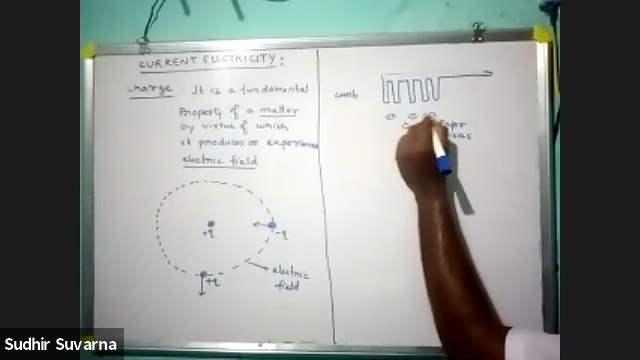 CURRENT ELECTRICITY :
charge It is a fundamental
Property of a matter
by virtue of which
it produces or experiences
electric field
+q
-q
+q
electric
field
comb
Sudhir Suvarna